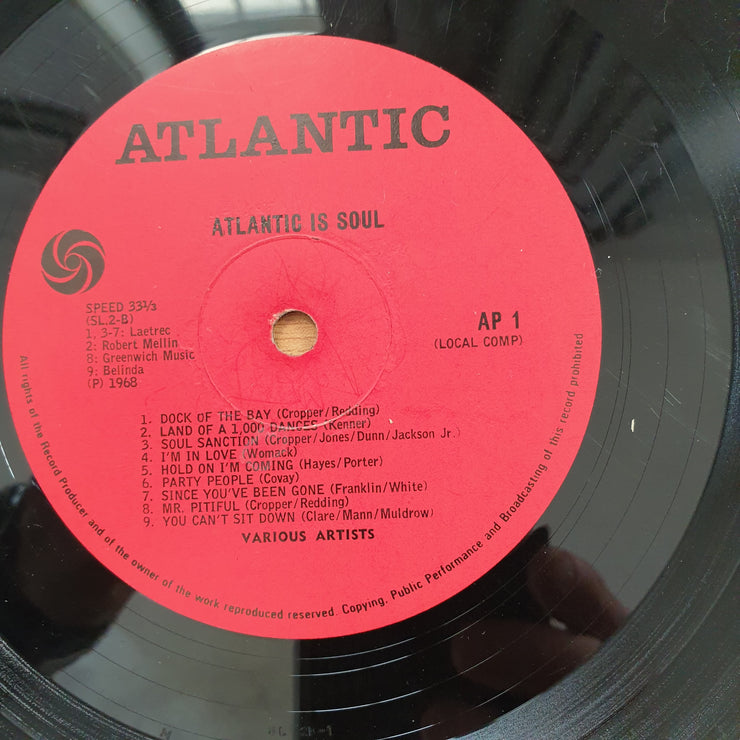 ATLANTIC
ATLANTIC IS SOUL
SPEED 33⅓
(SL.2-B)
1, 3-7: Laetrec
2: Robert Mellin
8: Greenwich Music
9: Belinda
(P) 1968
AP 1
(LOCAL COMP)
1. DOCK OF THE BAY (Cropper/Redding)
2. LAND OF A 1,000 DANCES (Kenner)
3. SOUL SANCTION (Cropper/Jones/Dunn/Jackson Jr.)
4. I'M IN LOVE (Womack)
5. HOLD ON I'M COMING (Hayes/Porter)
6. PARTY PEOPLE (Covay)
7. SINCE YOU'VE BEEN GONE (Franklin/White)
8. MR. PITIFUL (Cropper/Redding)
9. YOU CAN'T SIT DOWN (Clare/Mann/Muldrow)
VARIOUS ARTISTS
All rights of the Record Producer and of the owner of the work reproduced reserved. Copying, Public Performance and Broadcasting of this record prohibited